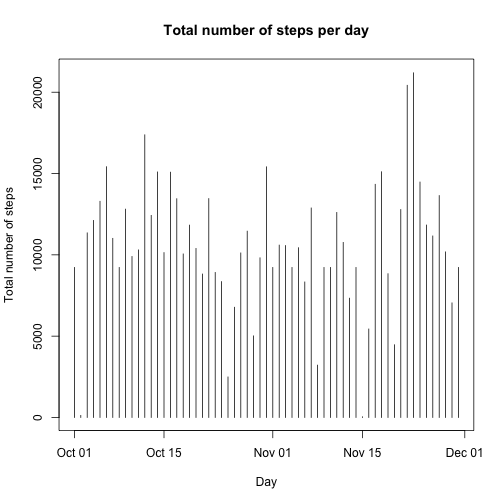 Total number of steps per day
Total number of steps
20000
15000
10000
5000
0
Oct 01 Oct 15 Nov 01 Nov 15 Dec 01
Day